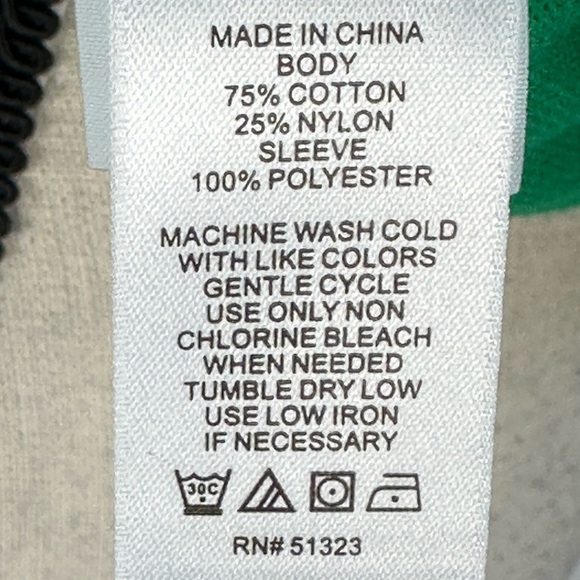 MADE IN CHINA
BODY
75% COTTON
25% NYLON
SLEEVE
100% POLYESTER
MACHINE WASH COLD
WITH LIKE COLORS
GENTLE CYCLE
USE ONLY NON
CHLORINE BLEACH
WHEN NEEDED
TUMBLE DRY LOW
USE LOW IRON
IF NECESSARY
30C
RN# 51323